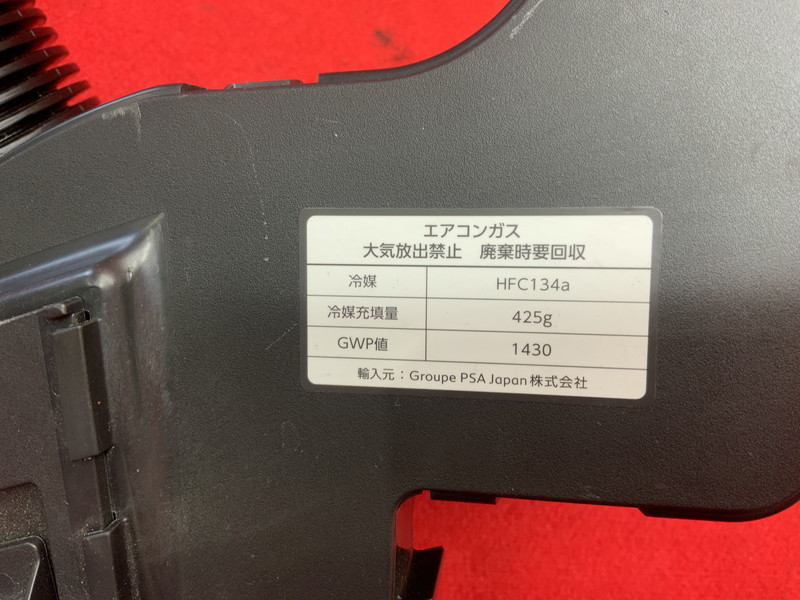 エアコンガス
大気放出禁止　廃棄時要回収
冷媒 HFC134a
冷媒充填量 425g
GWP値 1430
輸入元：Groupe PSA Japan株式会社